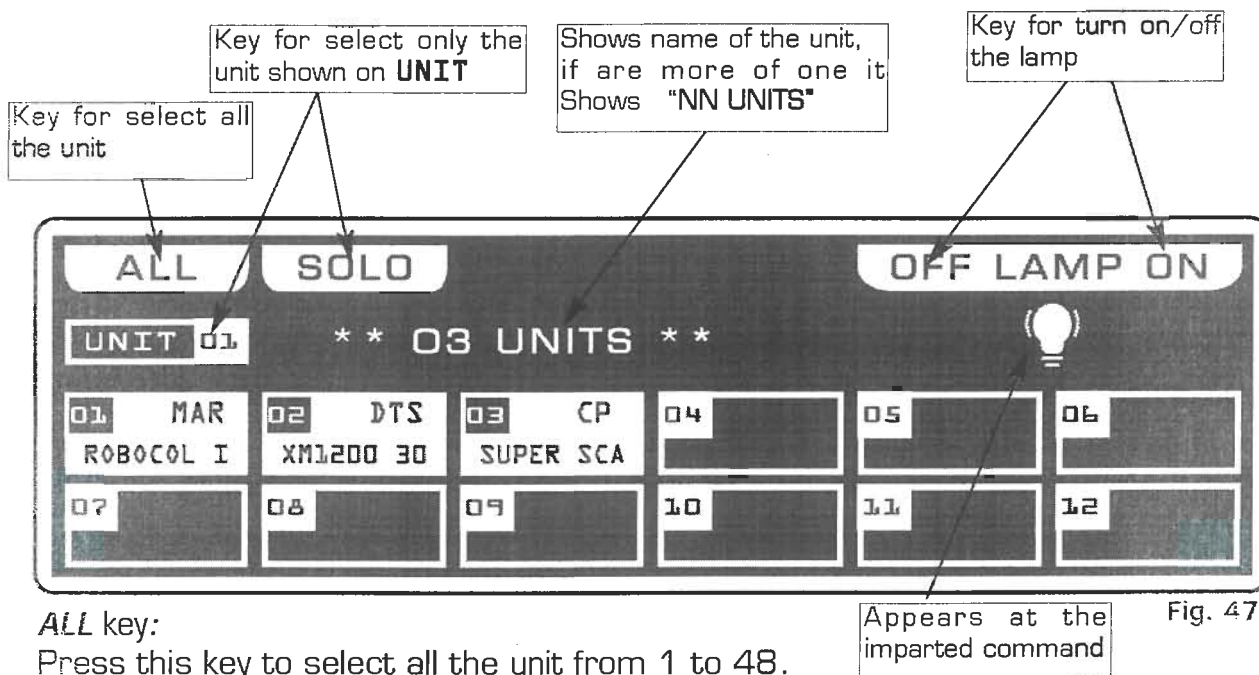 Key for select only the
unit shown on UNIT
Shows name of the unit,
if are more of one it
Shows "NN UNITS"
Key for turn on/off
the lamp
Key for select all
the unit
ALL SOLO OFF LAMP ON
UNIT 01 ** 03 UNITS **
01 MAR 02 DTS 03 CP 04 05 06
ROBOCOL I XM1200 30 SUPER SCA
07 08 09 10 11 12
Appears at the
imparted command
Fig. 47
ALL key:
Press this key to select all the unit from 1 to 48.